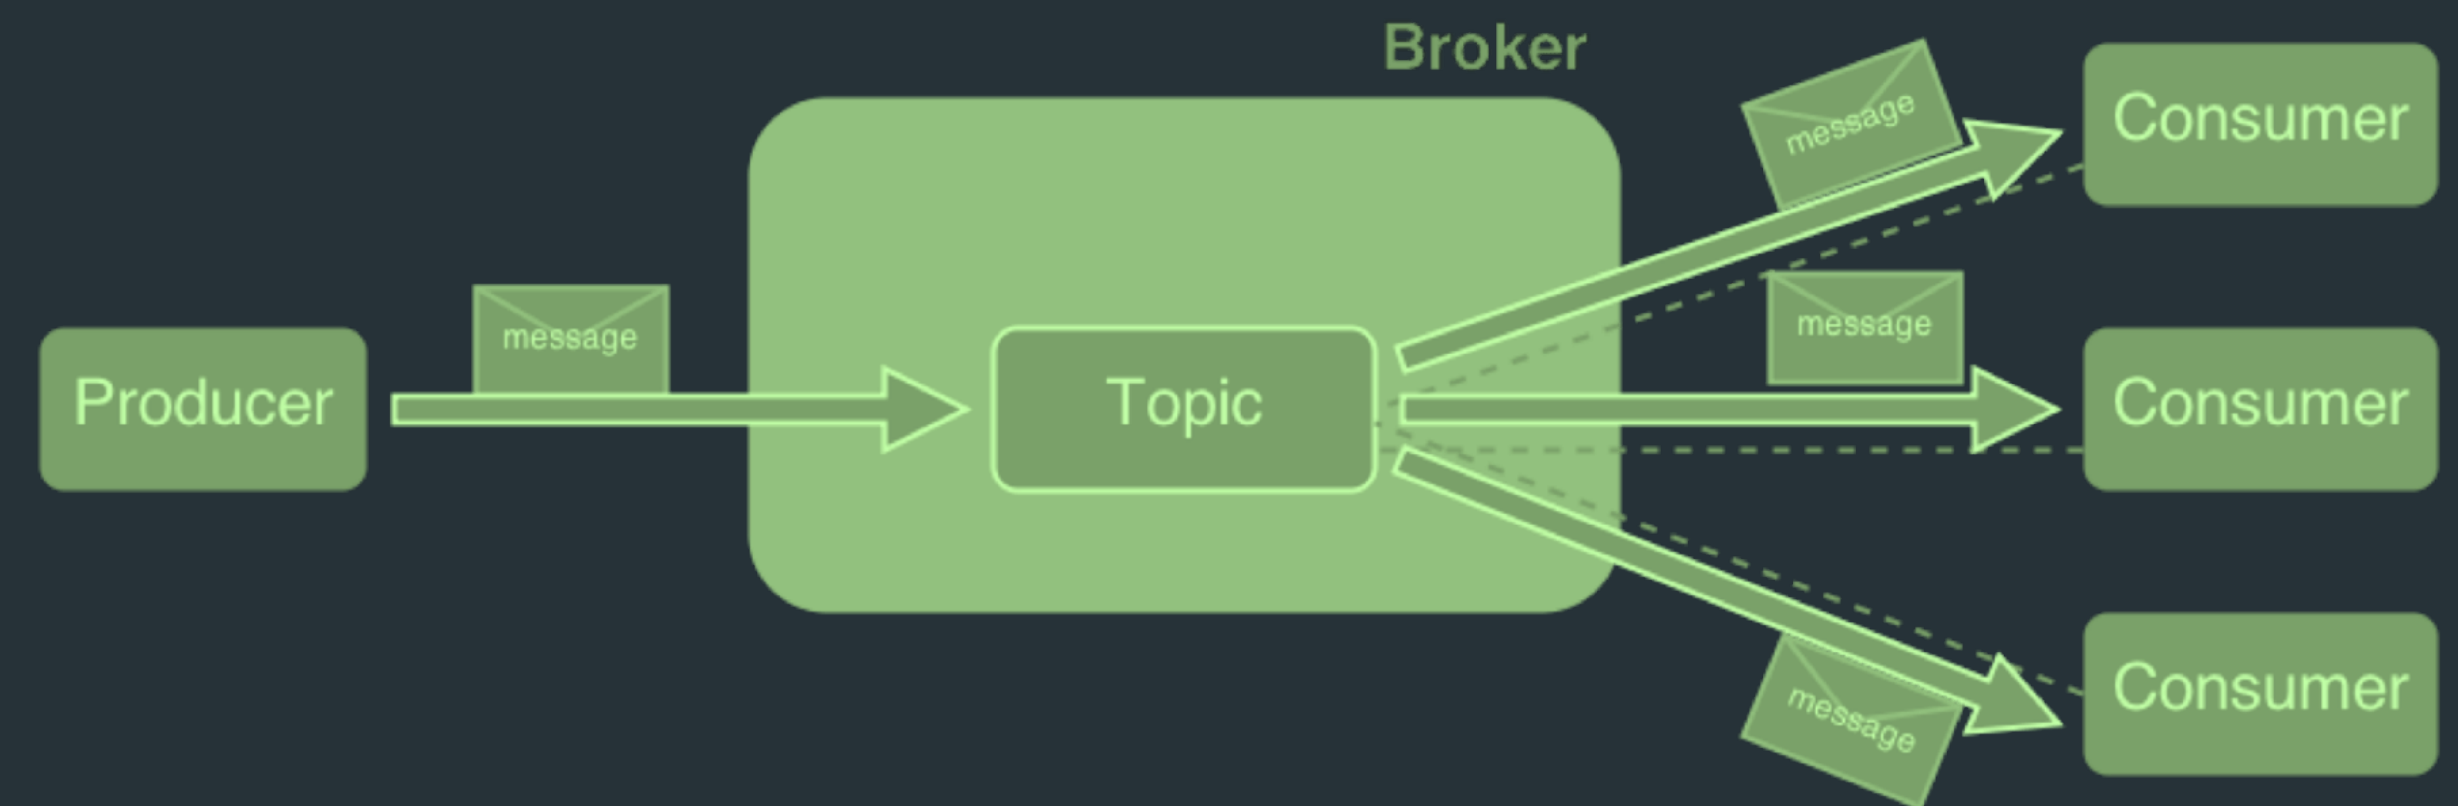 Broker
Producer
message
Topic
message
Consumer
message
Consumer
message
Consumer